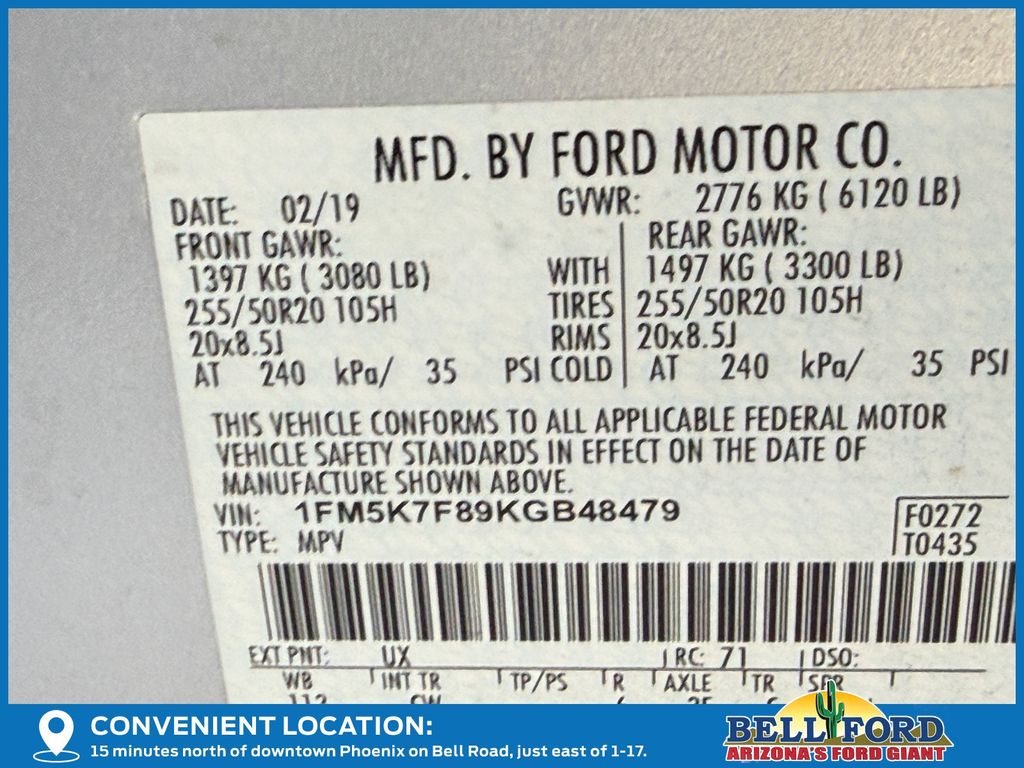 MFD. BY FORD MOTOR CO.
DATE: 02/19 GVWR: 2776 KG ( 6120 LB)
FRONT GAWR: REAR GAWR:
1397 KG ( 3080 LB) WITH 1497 KG ( 3300 LB)
255/50R20 105H TIRES 255/50R20 105H
20x8.5J RIMS 20x8.5J
AT 240 kPa/ 35 PSI COLD AT 240 kPa/ 35 PSI
THIS VEHICLE CONFORMS TO ALL APPLICABLE FEDERAL MOTOR
VEHICLE SAFETY STANDARDS IN EFFECT ON THE DATE OF
MANUFACTURE SHOWN ABOVE.
VIN: 1FM5K7F89KGB48479 F0272
TYPE: MPV T0435
EXT PNT: UX RC: 71 DSO:
WB INT TR TP/PS R AXLE TR SPR
CONVENIENT LOCATION:
15 minutes north of downtown Phoenix on Bell Road, just east of 1-17.
BELL FORD
ARIZONA'S FORD GIANT